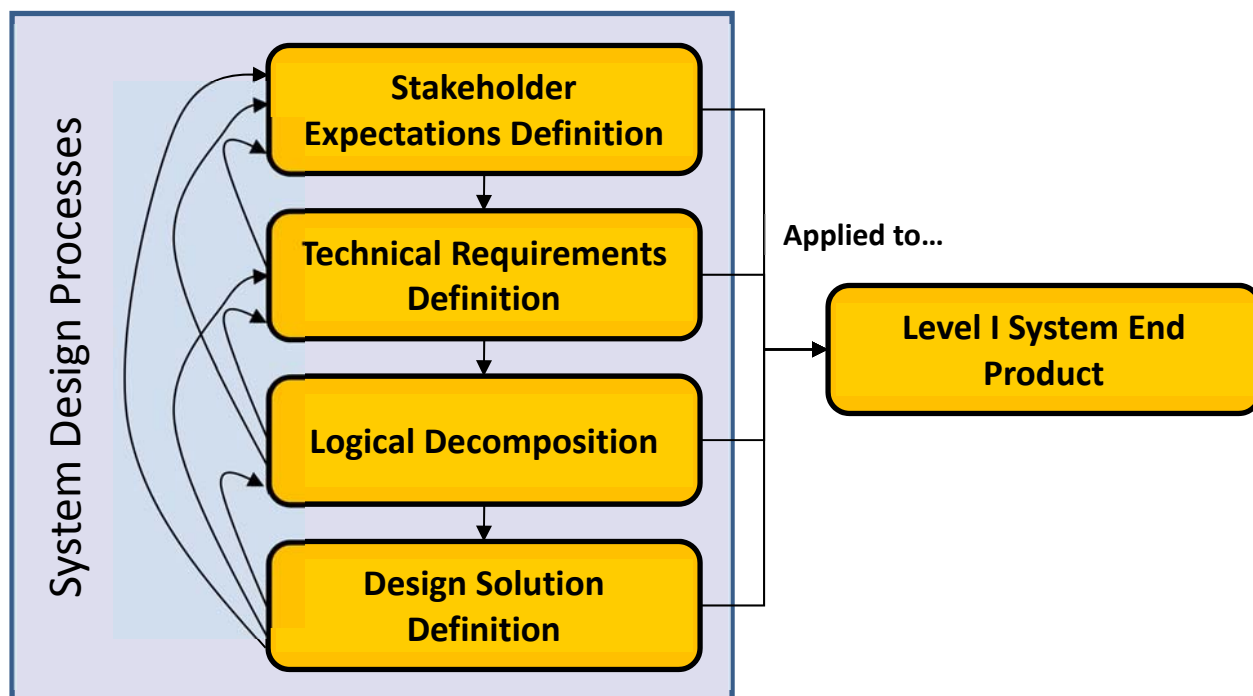 System Design Processes
Stakeholder
Expectations Definition
Technical Requirements
Definition
Logical Decomposition
Design Solution
Definition
Applied to…
Level I System End
Product